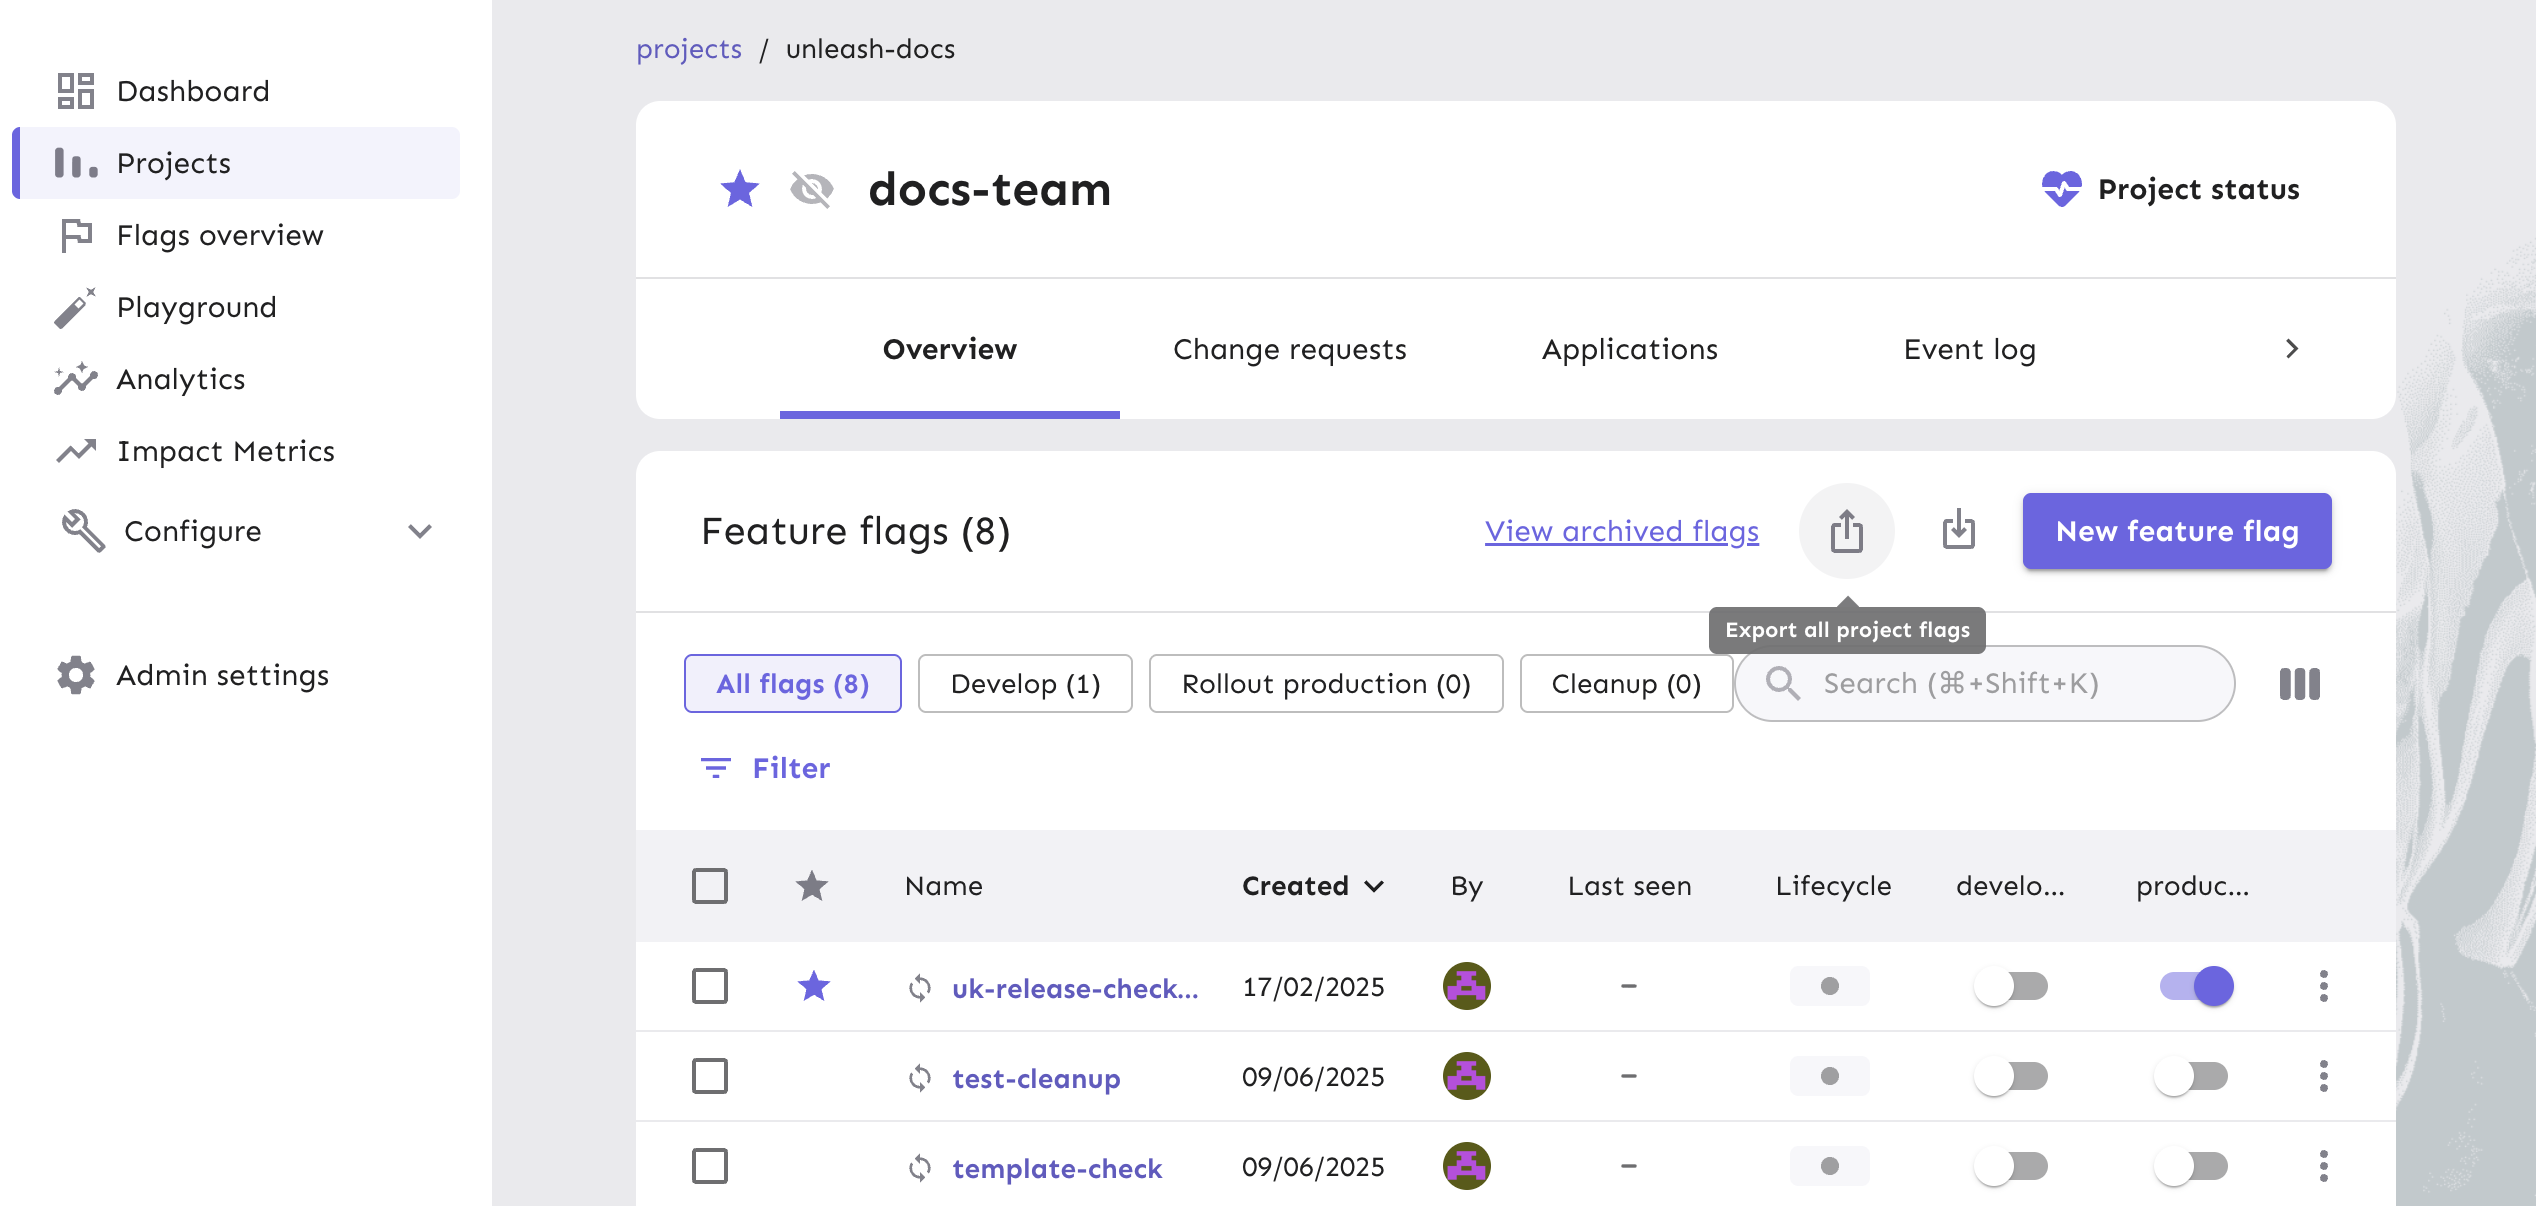 Dashboard
Projects
Flags overview
Playground
Analytics
Impact Metrics
Configure
Admin settings
projects / unleash-docs
docs-team
Project status
Overview
Change requests
Applications
Event log
Feature flags (8)
View archived flags
New feature flag
Export all project flags
All flags (8)
Develop (1)
Rollout production (0)
Cleanup (0)
Search (⌘+Shift+K)
Filter
Name Created By Last seen Lifecycle develo... produc...
uk-release-check... 17/02/2025 –
test-cleanup 09/06/2025 –
template-check 09/06/2025 –